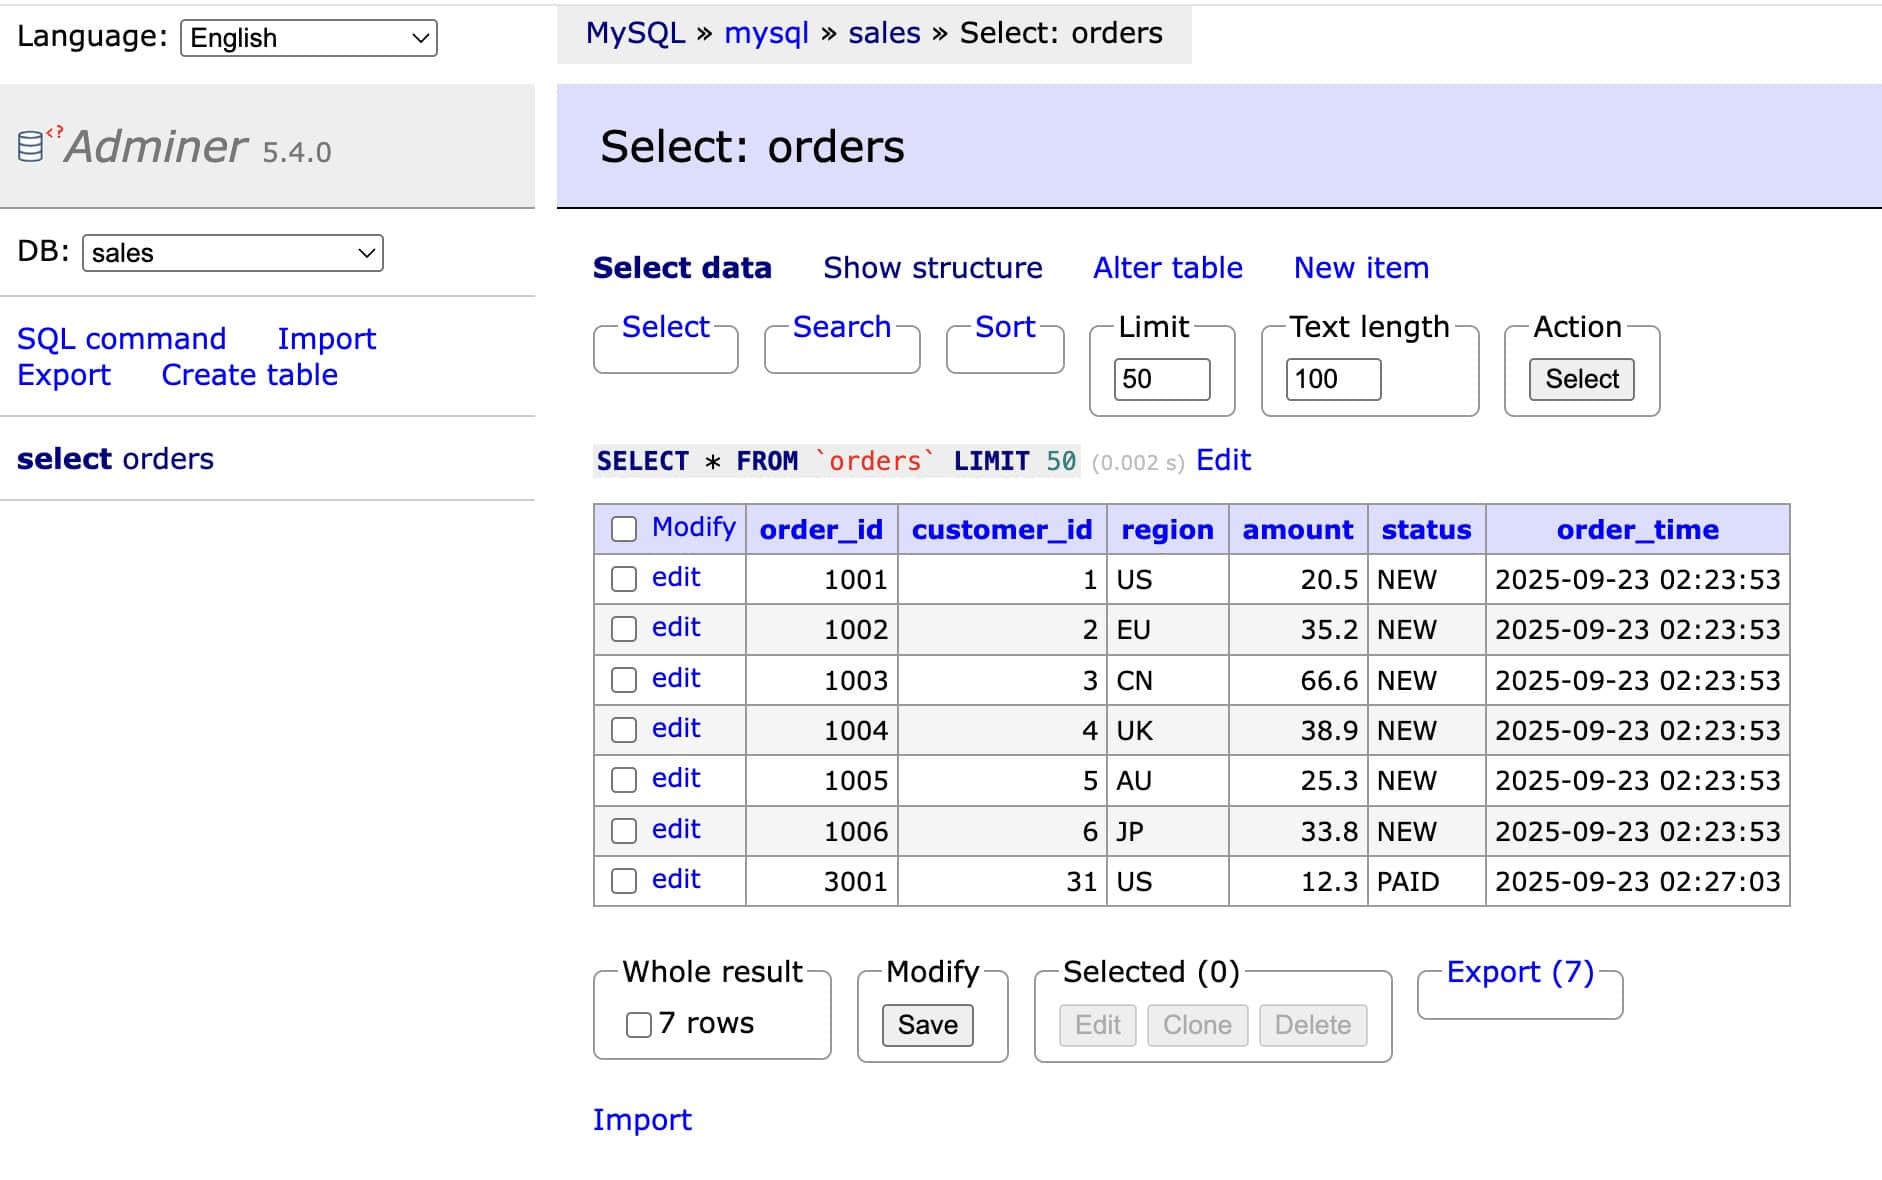 Language: English
MySQL » mysql » sales » Select: orders
<? Adminer 5.4.0
Select: orders
DB: sales
SQL command Import
Export Create table
select orders
Select data Show structure Alter table New item
Select Search Sort Limit Text length Action
50 100 Select
SELECT * FROM `orders` LIMIT 50 (0.002 s) Edit
Modify order_id customer_id region amount status order_time
edit 1001 1 US 20.5 NEW 2025-09-23 02:23:53
edit 1002 2 EU 35.2 NEW 2025-09-23 02:23:53
edit 1003 3 CN 66.6 NEW 2025-09-23 02:23:53
edit 1004 4 UK 38.9 NEW 2025-09-23 02:23:53
edit 1005 5 AU 25.3 NEW 2025-09-23 02:23:53
edit 1006 6 JP 33.8 NEW 2025-09-23 02:23:53
edit 3001 31 US 12.3 PAID 2025-09-23 02:27:03
Whole result Modify Selected (0) Export (7)
7 rows Save Edit Clone Delete
Import